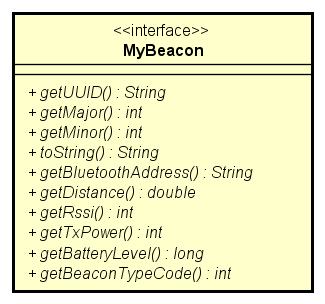 <<interface>>
MyBeacon
+ getUUID() : String
+ getMajor() : int
+ getMinor() : int
+ toString() : String
+ getBluetoothAddress() : String
+ getDistance() : double
+ getRssi() : int
+ getTxPower() : int
+ getBatteryLevel() : long
+ getBeaconTypeCode() : int